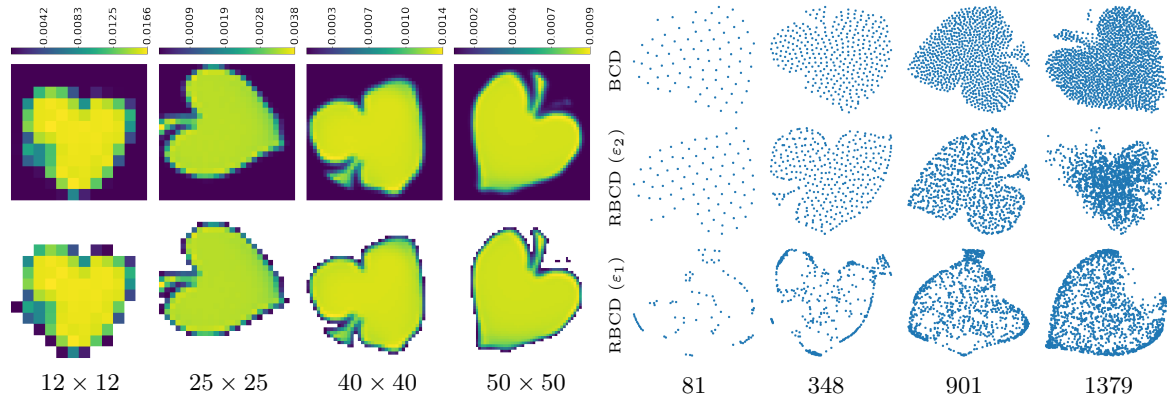 0.0042 0.0083 0.0125 0.0166
0.0009 0.0019 0.0028 0.0038
0.0003 0.0007 0.0010 0.0014
0.0002 0.0004 0.0007 0.0009
BCD
RBCD (ε₂)
RBCD (ε₁)
12 × 12 25 × 25 40 × 40 50 × 50
81 348 901 1379